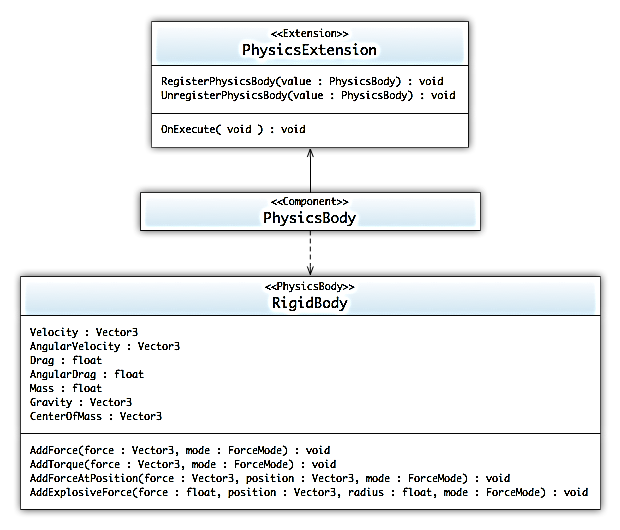 <<Extension>>
PhysicsExtension
RegisterPhysicsBody(value : PhysicsBody) : void
UnregisterPhysicsBody(value : PhysicsBody) : void
OnExecute( void ) : void
<<Component>>
PhysicsBody
<<PhysicsBody>>
RigidBody
Velocity : Vector3
AngularVelocity : Vector3
Drag : float
AngularDrag : float
Mass : float
Gravity : Vector3
CenterOfMass : Vector3
AddForce(force : Vector3, mode : ForceMode) : void
AddTorque(force : Vector3, mode : ForceMode) : void
AddForceAtPosition(force : Vector3, position : Vector3, mode : ForceMode) : void
AddExplosiveForce(force : float, position : Vector3, radius : float, mode : ForceMode) : void